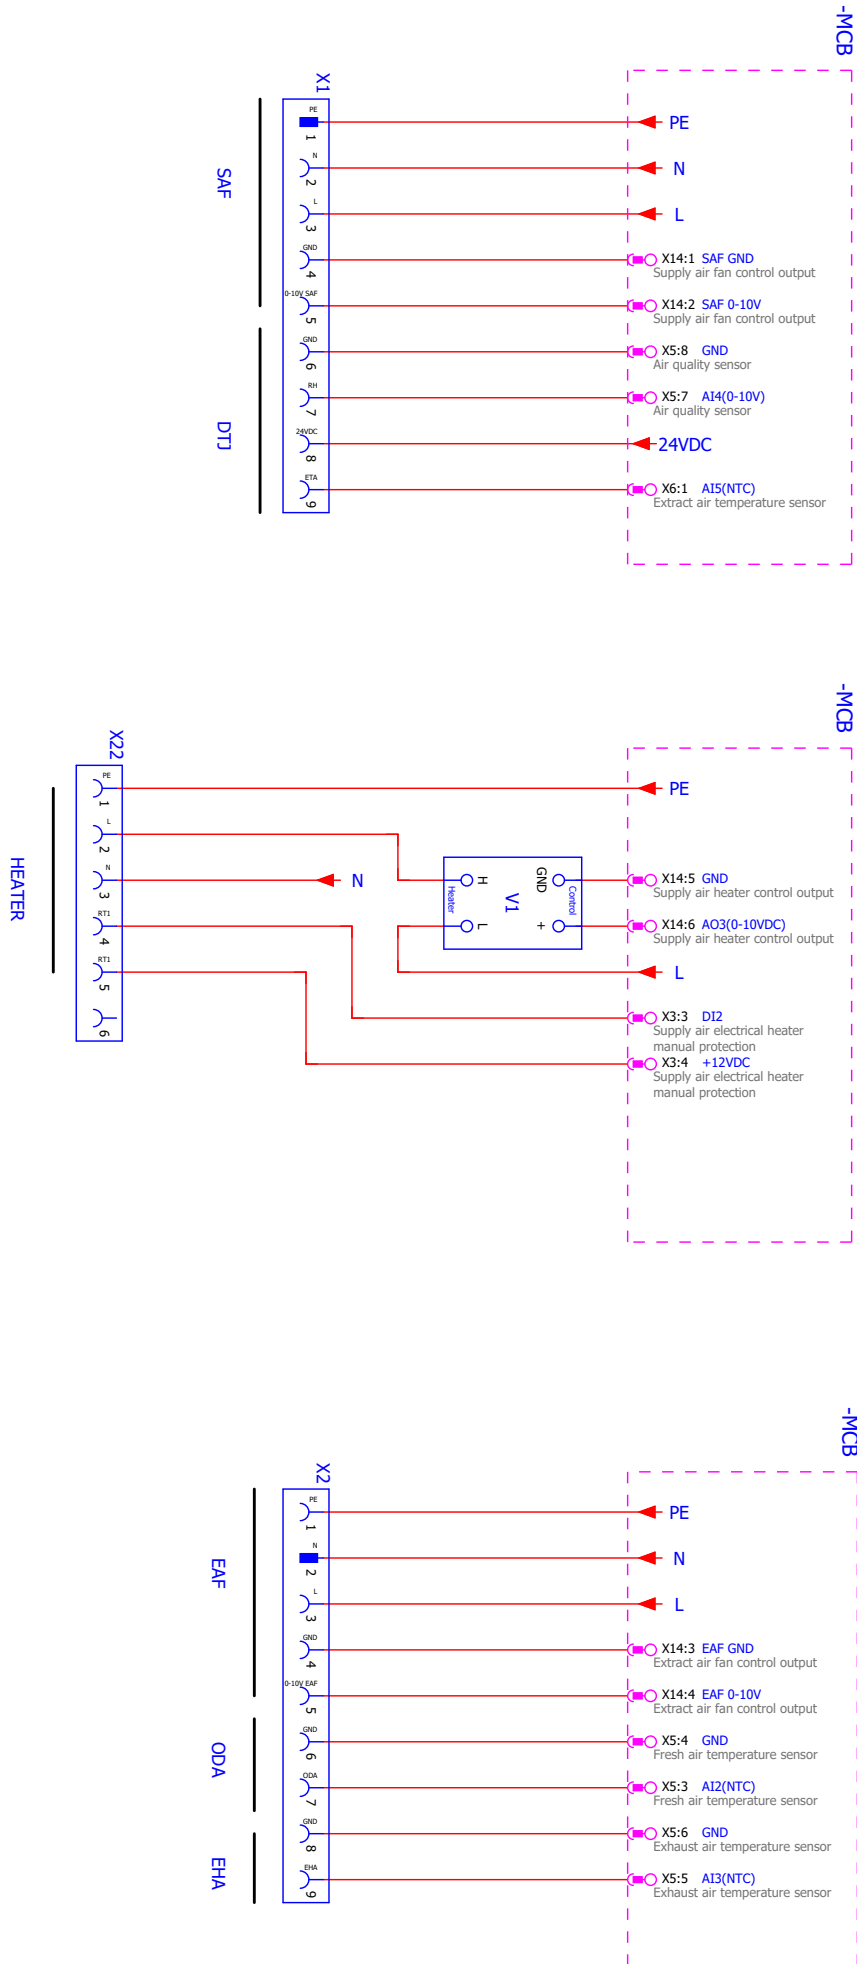 -MCB
X1
PE
1
PE
N
2
N
L
3
L
GND
4
X14:1 SAF GND
Supply air fan control output
0-10V SAF
5
X14:2 SAF 0-10V
Supply air fan control output
GND
6
X5:8 GND
Air quality sensor
RH
7
X5:7 AI4(0-10V)
Air quality sensor
24VDC
8
24VDC
ETA
9
X6:1 AI5(NTC)
Extract air temperature sensor
SAF
DTJ
-MCB
X22
PE
1
PE
L
2
N
3
N
RT1
4
RT1
5
6
HEATER
H
L
Heater
V1
GND
+
Control
X14:5 GND
Supply air heater control output
X14:6 AO3(0-10VDC)
Supply air heater control output
L
X3:3 DI2
Supply air electrical heater
manual protection
X3:4 +12VDC
Supply air electrical heater
manual protection
-MCB
X2
PE
1
PE
N
2
N
L
3
L
GND
4
X14:3 EAF GND
Extract air fan control output
0-10V EAF
5
X14:4 EAF 0-10V
Extract air fan control output
GND
6
X5:4 GND
Fresh air temperature sensor
ODA
7
X5:3 AI2(NTC)
Fresh air temperature sensor
GND
8
X5:6 GND
Exhaust air temperature sensor
EHA
9
X5:5 AI3(NTC)
Exhaust air temperature sensor
EAF
ODA
EHA